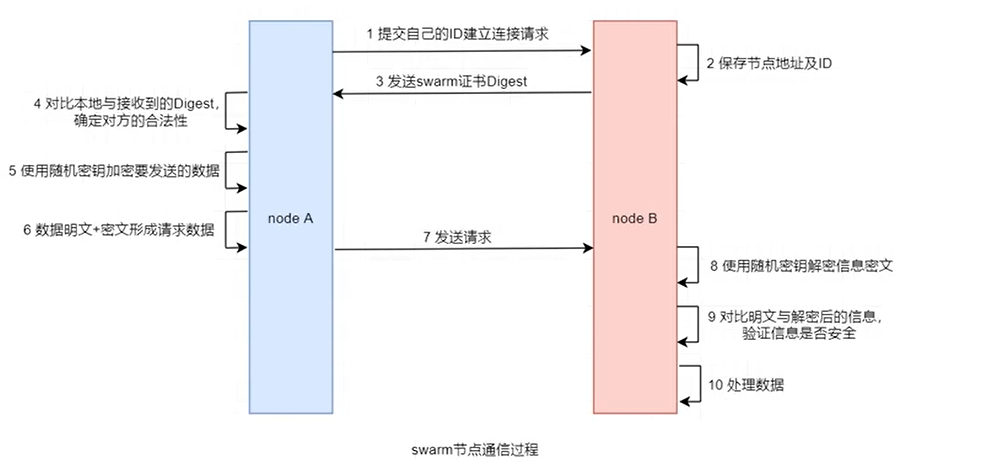 1 提交自己的ID建立连接请求
2 保存节点地址及ID
3 发送swarm证书Digest
4 对比本地与接收到的Digest，
确定对方的合法性
5 使用随机密钥加密要发送的数据
node A
node B
6 数据明文+密文形成请求数据
7 发送请求
8 使用随机密钥解密信息密文
9 对比明文与解密后的信息，
验证信息是否安全
10 处理数据
swarm节点通信过程